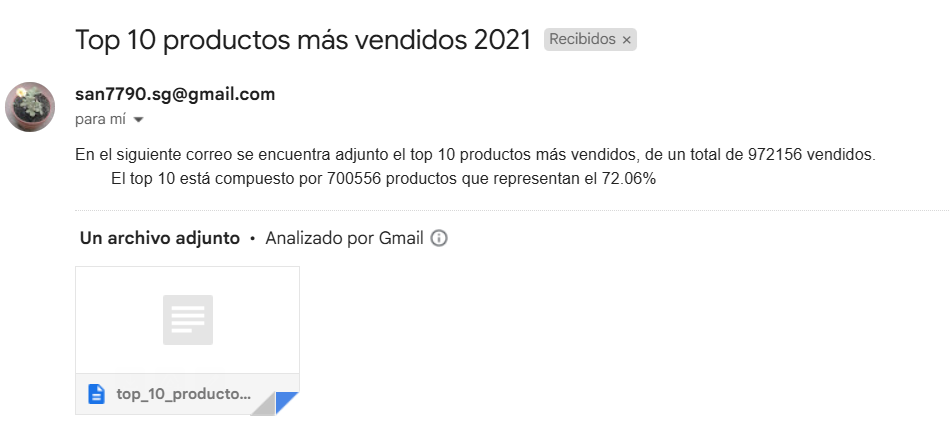 Top 10 productos más vendidos 2021 Recibidos ×
san7790.sg@gmail.com
para mí
En el siguiente correo se encuentra adjunto el top 10 productos más vendidos, de un total de 972156 vendidos.
El top 10 está compuesto por 700556 productos que representan el 72.06%
Un archivo adjunto • Analizado por Gmail
top_10_producto...